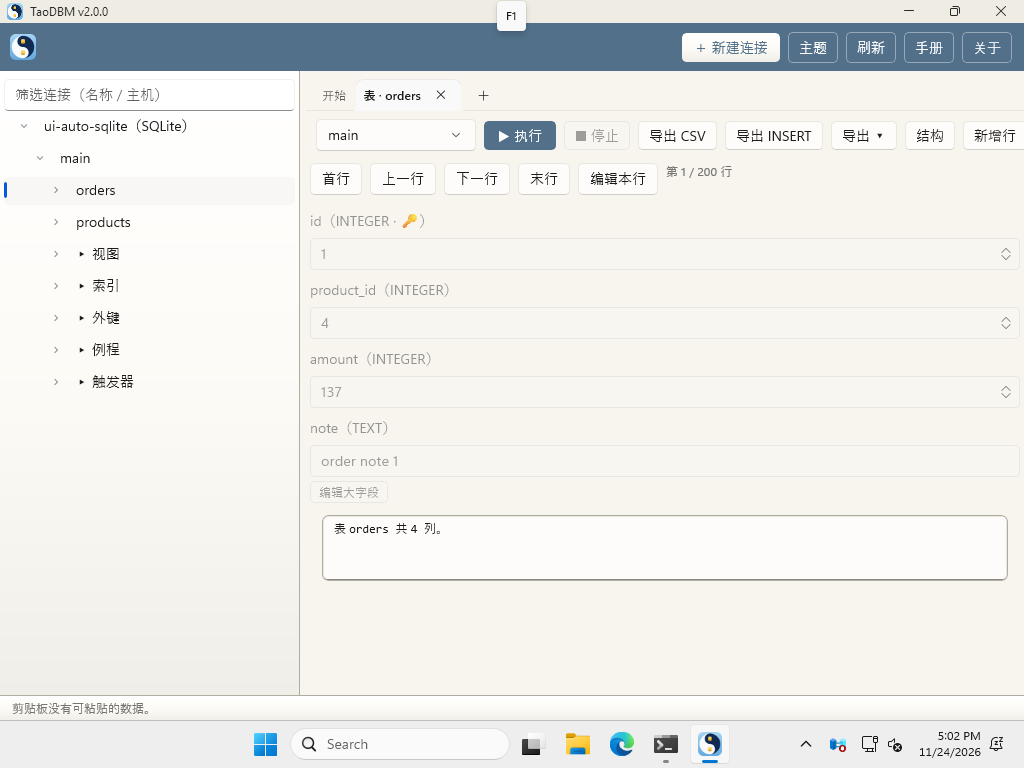 TaoDBM v2.0.0
F1
+ 新建连接
主题
刷新
手册
关于
筛选连接（名称 / 主机）
ui-auto-sqlite（SQLite）
main
orders
products
视图
索引
外键
例程
触发器
开始
表 · orders
main
执行
停止
导出 CSV
导出 INSERT
导出
结构
新增行
首行
上一行
下一行
末行
编辑本行
第 1 / 200 行
id（INTEGER · 🔑）
1
product_id（INTEGER）
4
amount（INTEGER）
137
note（TEXT）
order note 1
编辑大字段
表 orders 共 4 列。
剪贴板没有可粘贴的数据。
Search
5:02 PM
11/24/2026